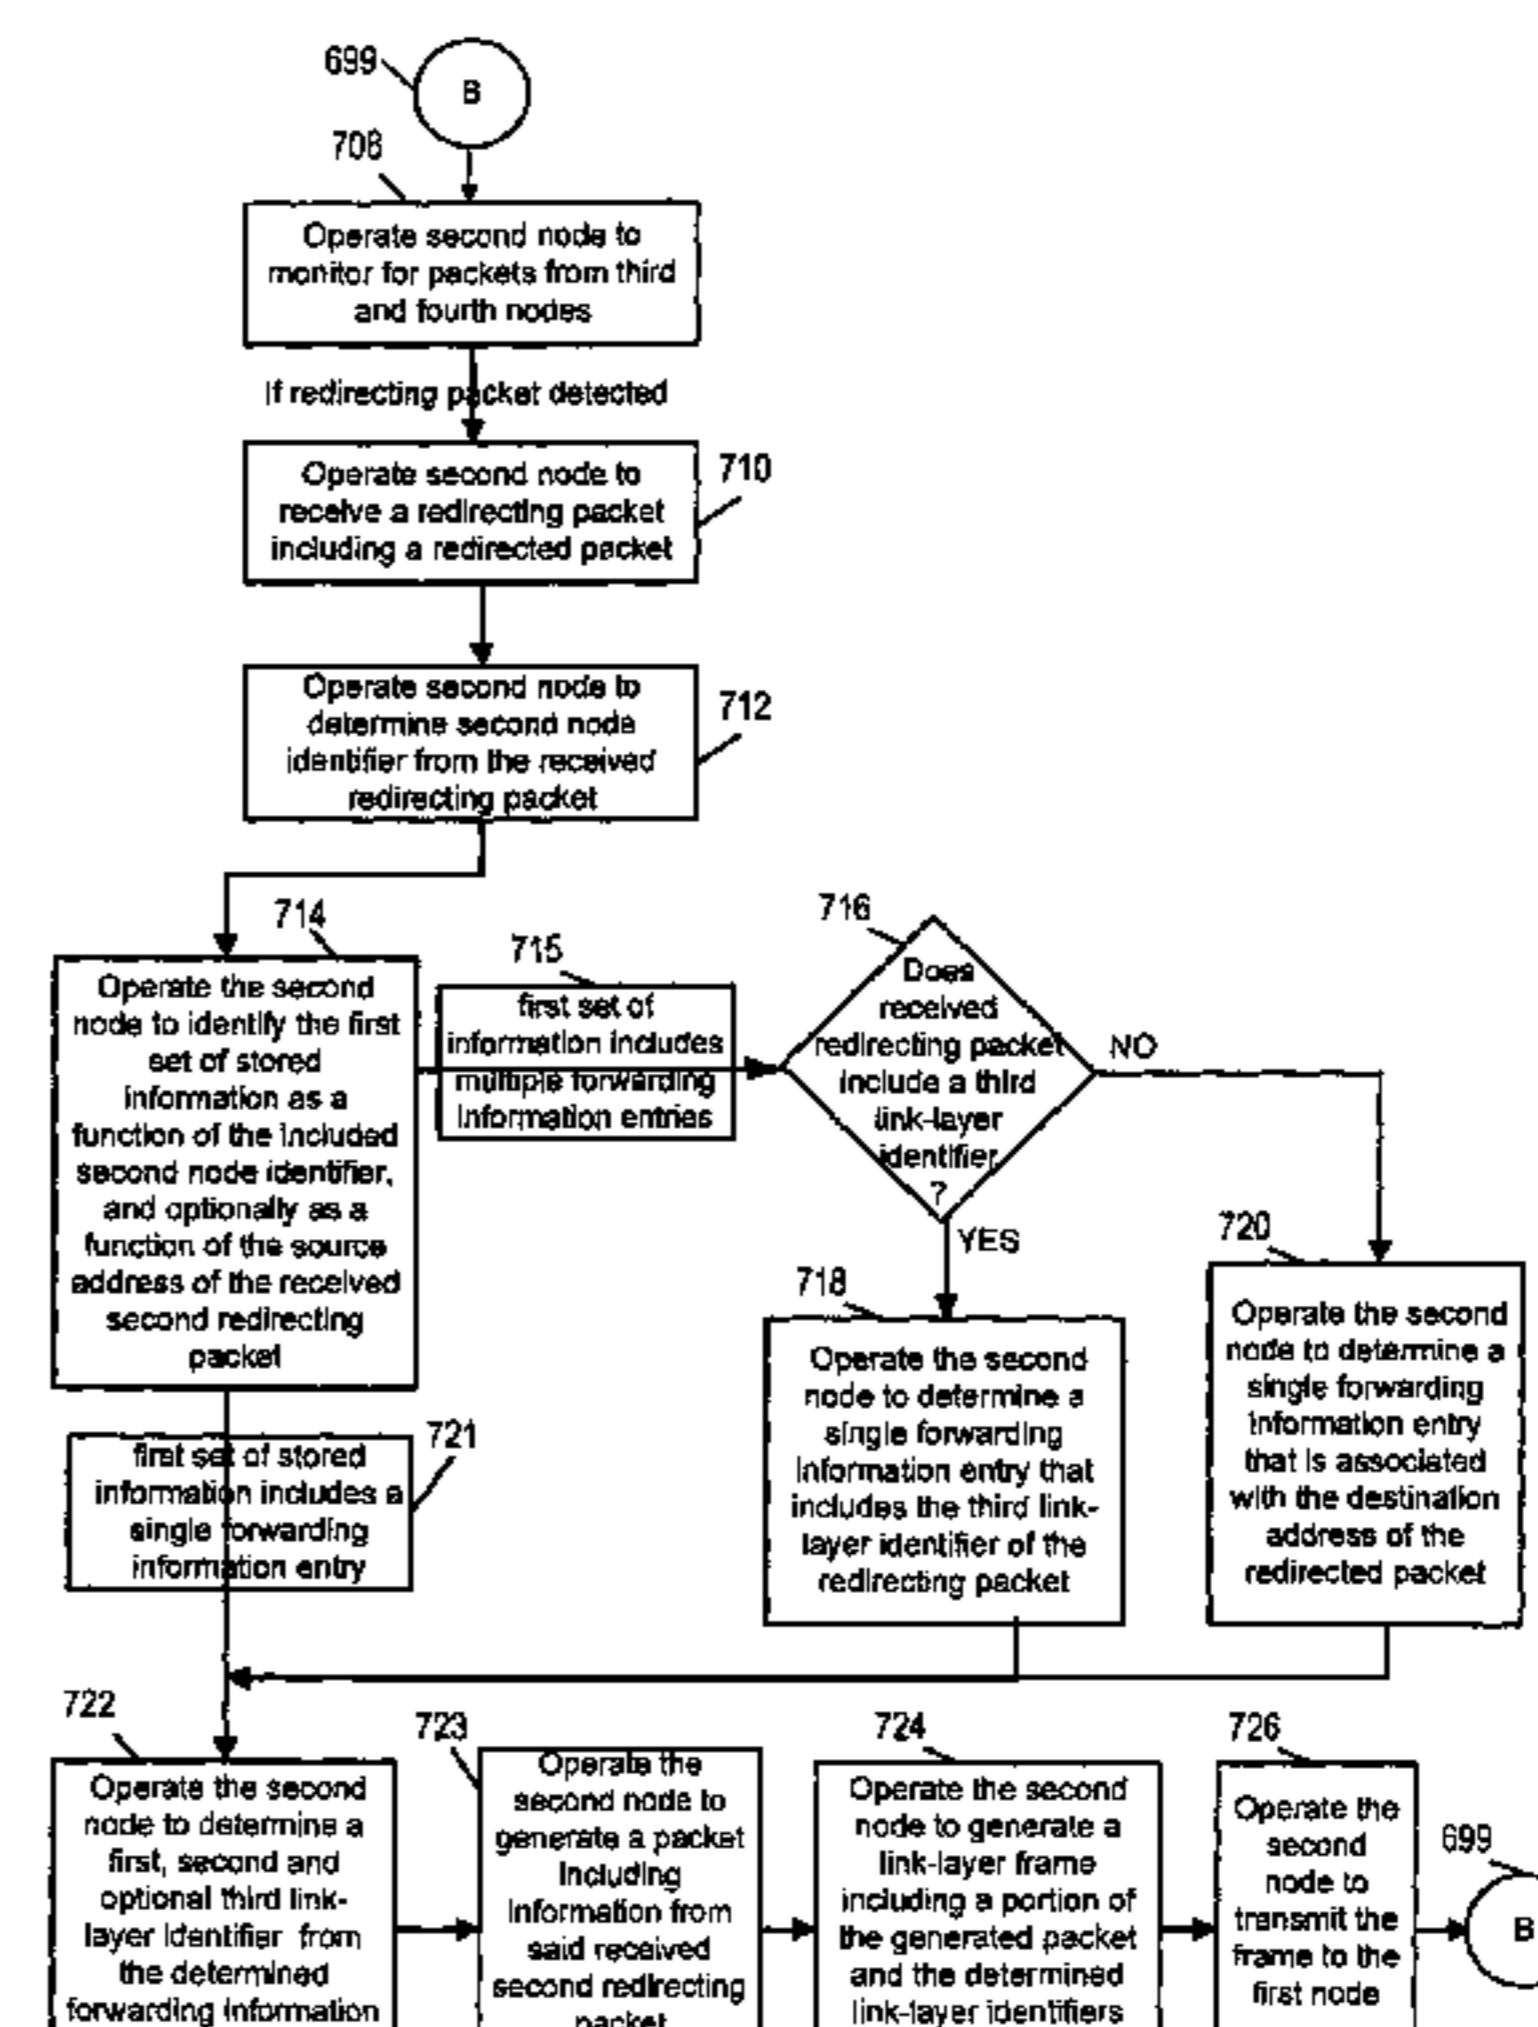 699
B
708
Operate second node to
monitor for packets from third
and fourth nodes
If redirecting packet detected
710
Operate second node to
receive a redirecting packet
including a redirected packet
712
Operate second node to
determine second node
identifier from the received
redirecting packet
714
Operate the second
node to identify the first
set of stored
information as a
function of the included
second node identifier,
and optionally as a
function of the source
address of the received
second redirecting
packet
715
first set of
information includes
multiple forwarding
information entries
716
Does
received
redirecting packet
include a third
link-layer
identifier
?
NO
YES
718
Operate the second
node to determine a
single forwarding
information entry that
includes the third link-
layer identifier of the
redirecting packet
720
Operate the second
node to determine a
single forwarding
information entry
that is associated
with the destination
address of the
redirected packet
721
first set of stored
information includes a
single forwarding
information entry
722
Operate the second
node to determine a
first, second and
optional third link-
layer identifier from
the determined
forwarding information
723
Operate the
second node to
generate a packet
including
information from
said received
second redirecting
packet
724
Operate the second
node to generate a
link-layer frame
including a portion of
the generated packet
and the determined
link-layer identifiers
726
Operate the
second
node to
transmit the
frame to the
first node
699
B